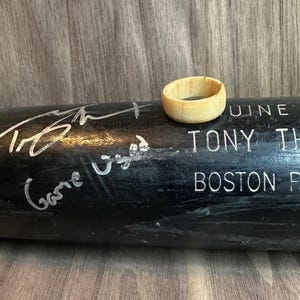 UINE
TONY TH
BOSTON
Game Used